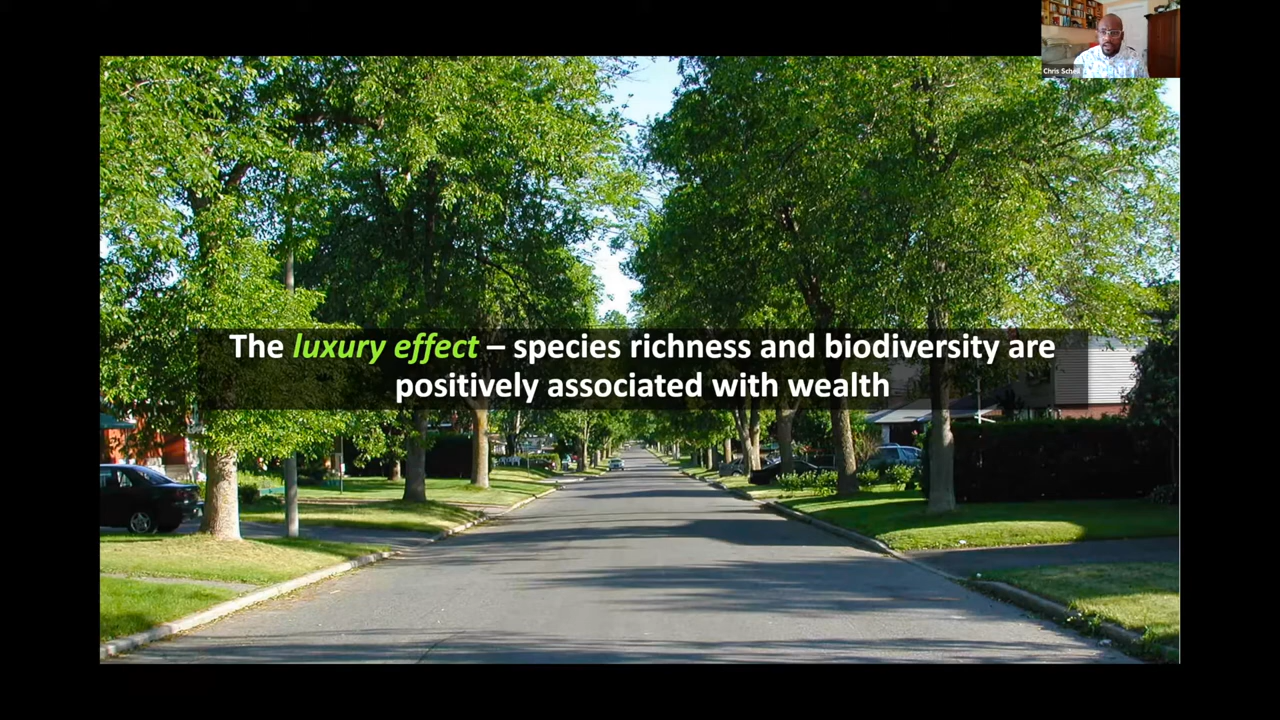 Chris Schell
The luxury effect – species richness and biodiversity are
positively associated with wealth